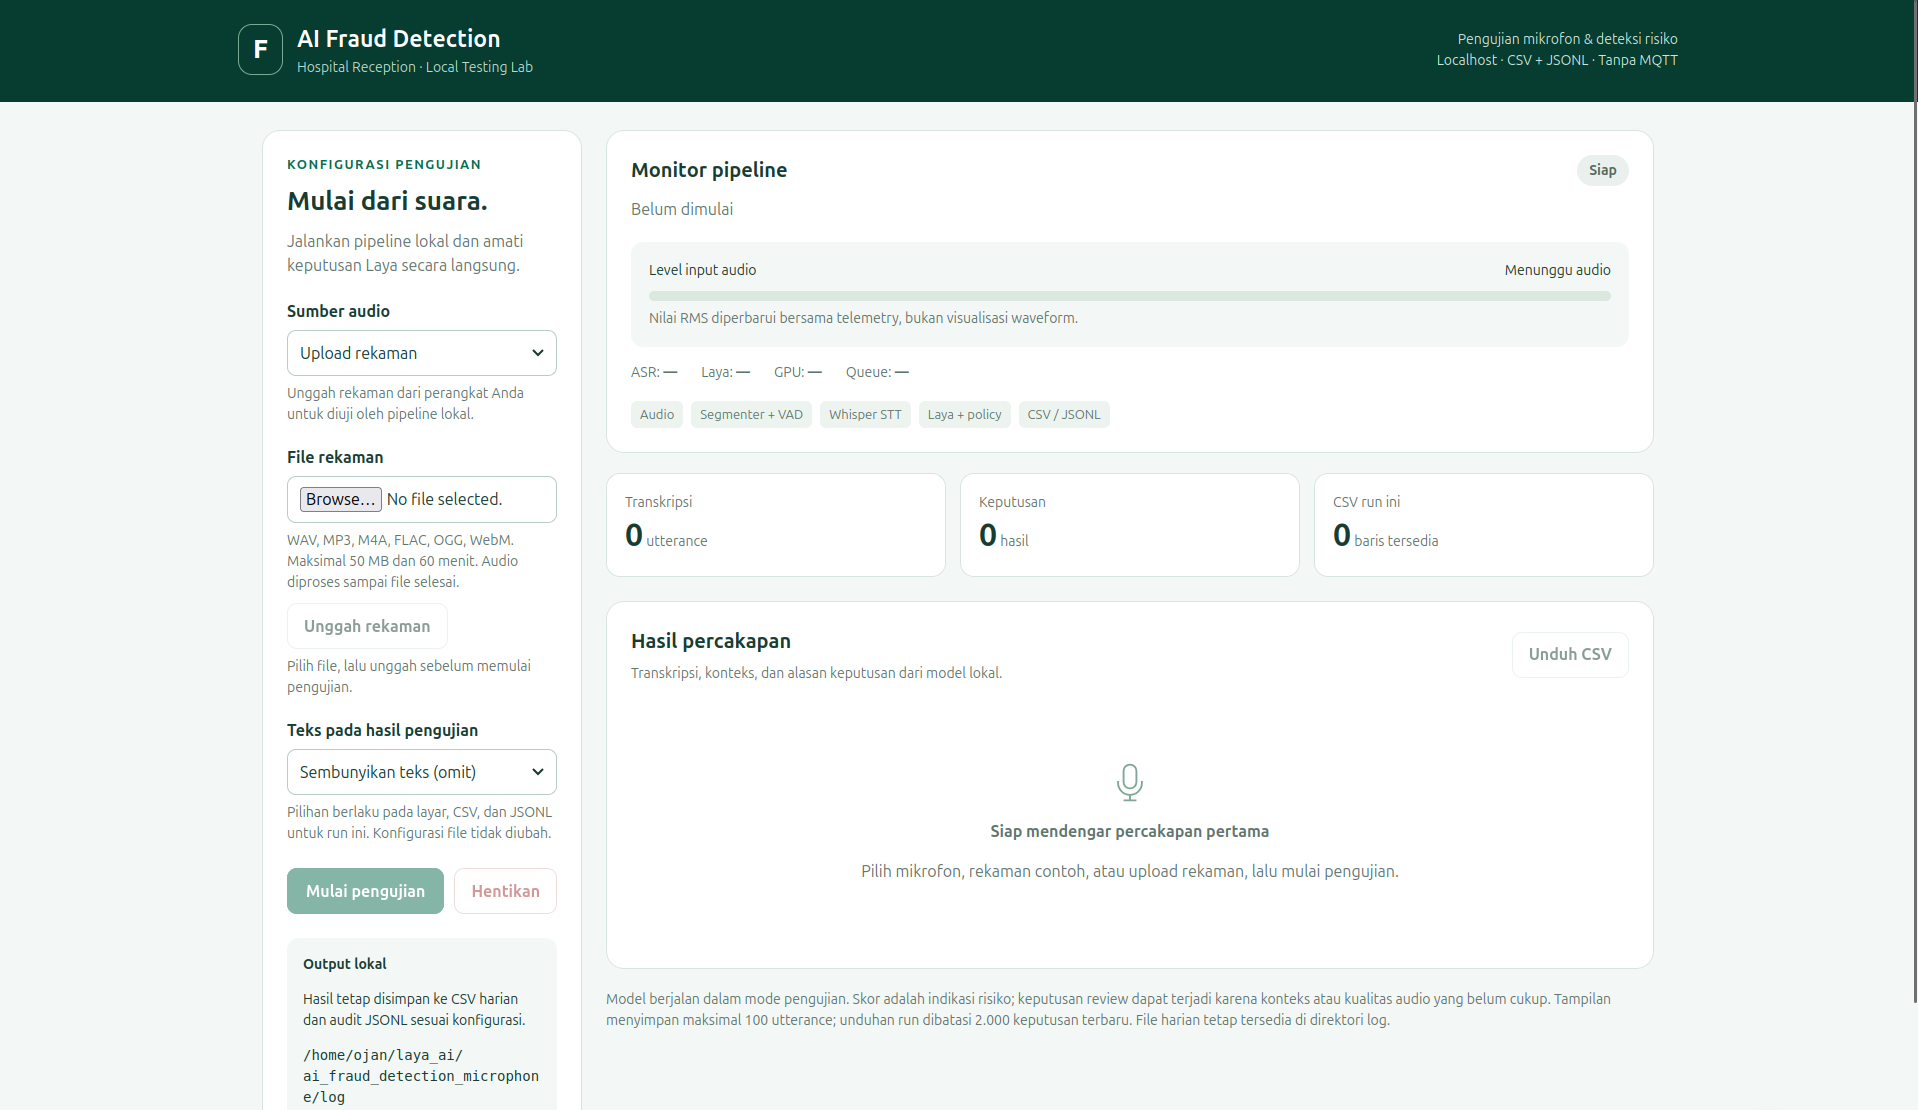 F
AI Fraud Detection
Hospital Reception · Local Testing Lab
Pengujian mikrofon & deteksi risiko
Localhost · CSV + JSONL · Tanpa MQTT
KONFIGURASI PENGUJIAN
Mulai dari suara.
Jalankan pipeline lokal dan amati
keputusan Laya secara langsung.
Sumber audio
Upload rekaman
Unggah rekaman dari perangkat Anda
untuk diuji oleh pipeline lokal.
File rekaman
Browse... No file selected.
WAV, MP3, M4A, FLAC, OGG, WebM.
Maksimal 50 MB dan 60 menit. Audio
diproses sampai file selesai.
Unggah rekaman
Pilih file, lalu unggah sebelum memulai
pengujian.
Teks pada hasil pengujian
Sembunyikan teks (omit)
Pilihan berlaku pada layar, CSV, dan JSONL
untuk run ini. Konfigurasi file tidak diubah.
Mulai pengujian Hentikan
Output lokal
Hasil tetap disimpan ke CSV harian
dan audit JSONL sesuai konfigurasi.
/home/ojan/laya_ai/
ai_fraud_detection_microphon
e/log
Monitor pipeline
Siap
Belum dimulai
Level input audio Menunggu audio
Nilai RMS diperbarui bersama telemetry, bukan visualisasi waveform.
ASR: — Laya: — GPU: — Queue: —
Audio Segmenter + VAD Whisper STT Laya + policy CSV / JSONL
Transkripsi
0 utterance
Keputusan
0 hasil
CSV run ini
0 baris tersedia
Hasil percakapan
Transkripsi, konteks, dan alasan keputusan dari model lokal.
Unduh CSV
Siap mendengar percakapan pertama
Pilih mikrofon, rekaman contoh, atau upload rekaman, lalu mulai pengujian.
Model berjalan dalam mode pengujian. Skor adalah indikasi risiko; keputusan review dapat terjadi karena konteks atau kualitas audio yang belum cukup. Tampilan
menyimpan maksimal 100 utterance; unduhan run dibatasi 2.000 keputusan terbaru. File harian tetap tersedia di direktori log.